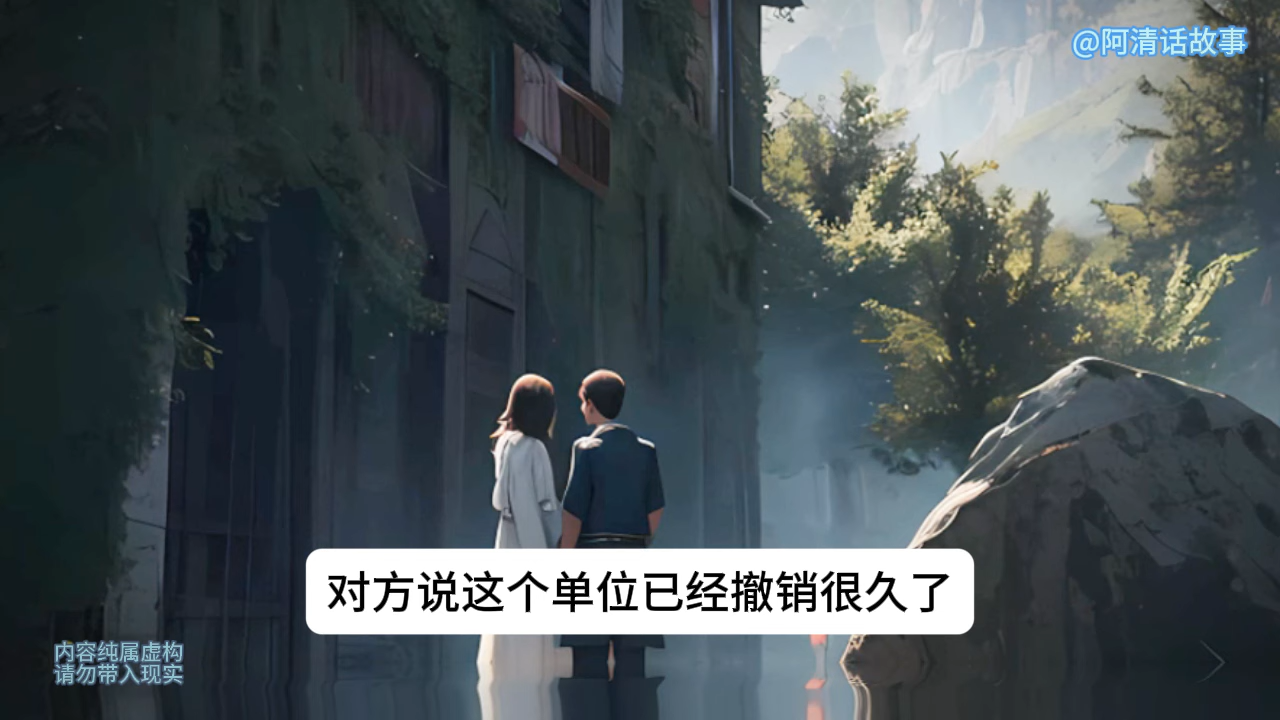 @阿清话故事
对方说这个单位已经撤销很久了
内容纯属虚构
请勿带入现实